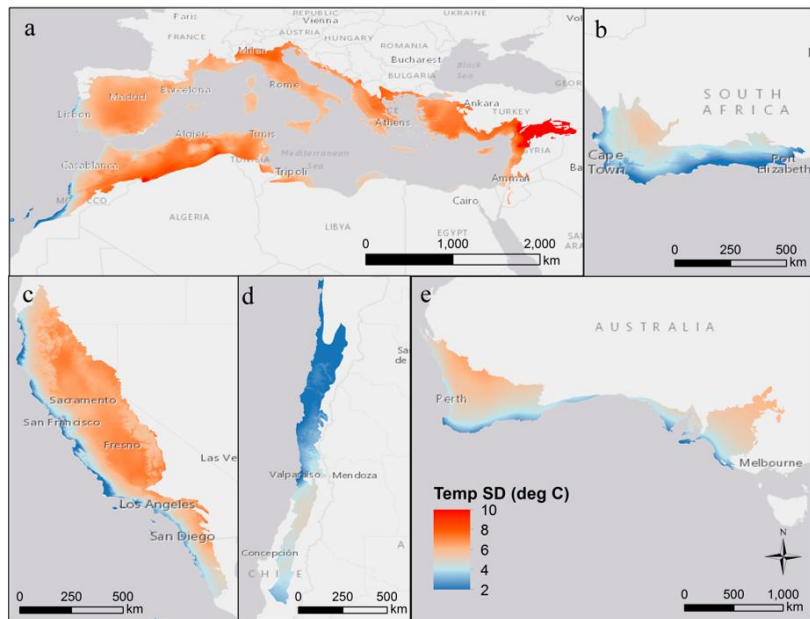 a
Paris
Vienna
UKRAINE
FRANCE
AUSTRIA
HUNGARY
Milan
ROMANIA
Bucharest
Black
Sea
BULGARIA
Barcelona
Madrid
Rome
Lisbon
Ankara
TURKEY
Athens
Algiers
Tunis
Casablanca
TUNISIA
Mediterranean
Sea
SYRIA
Tripoli
Amman
Cairo
ALGERIA
LIBYA
EGYPT
0 1,000 2,000
km
b
SOUTH
AFRICA
Cape
Town
Port
Elizabeth
0 250 500
km
c
Sacramento
San Francisco
Fresno
Las Ve
Los Angeles
San Diego
0 250 500
km
d
Valparaíso
Mendoza
Concepción
CHILE
0 250 500
km
e
AUSTRALIA
Perth
Melbourne
Temp SD (deg C)
10
8
6
4
2
N
0 500 1,000
km